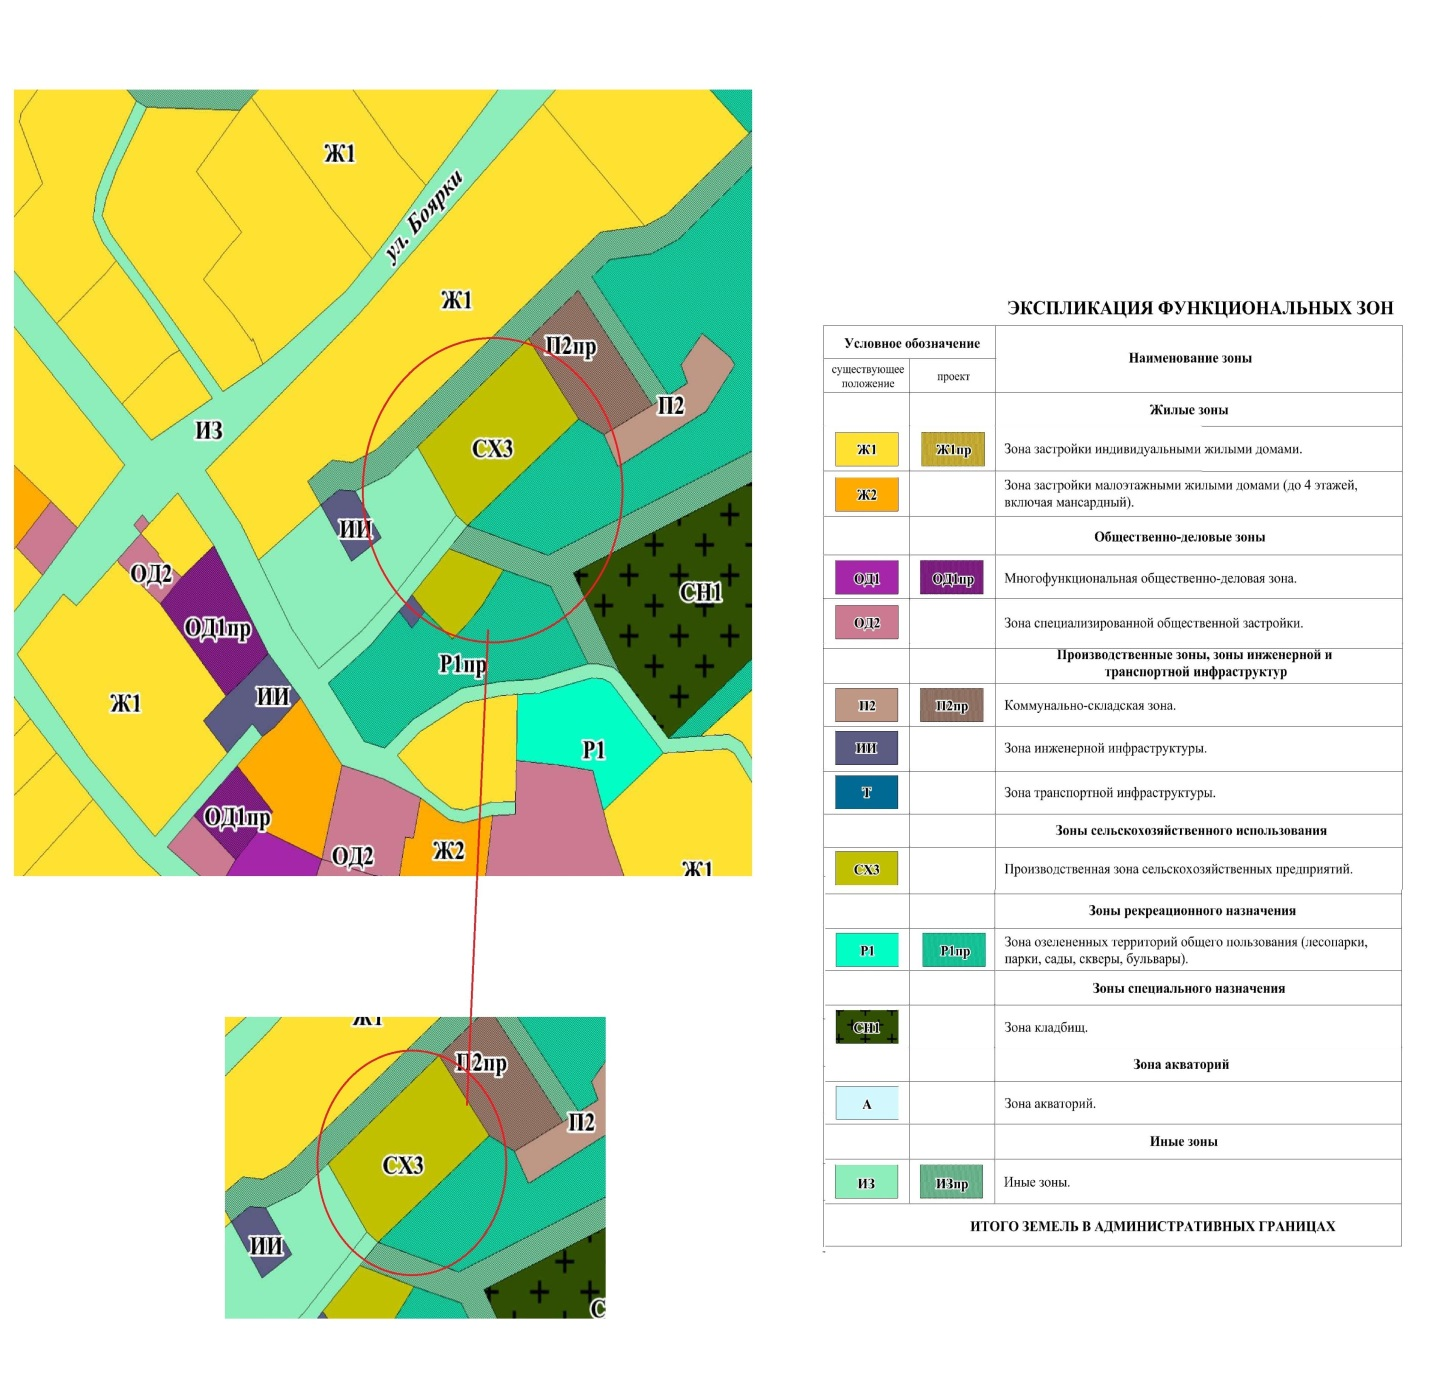 Ж1
ул. Боярки
Ж1
П2пр
П2
ИЗ
СХ3
ИИ
ОД2
СН1
ОД1пр
Р1пр
ИИ
Ж1
Р1
ОД1пр
ОД2
Ж2
Ж1
Ж1
П2пр
П2
СХ3
ИИ
С
ЭКСПЛИКАЦИЯ ФУНКЦИОНАЛЬНЫХ ЗОН
Условное обозначение
Наименование зоны
существующее
положение
проект
Жилые зоны
Ж1 Ж1пр Зона застройки индивидуальными жилыми домами.
Ж2 Зона застройки малоэтажными жилыми домами (до 4 этажей,
включая мансардный).
Общественно-деловые зоны
ОД1 ОД1пр Многофункциональная общественно-деловая зона.
ОД2 Зона специализированной общественной застройки.
Производственные зоны, зоны инженерной и
транспортной инфраструктур
П2 П2пр Коммунально-складская зона.
ИИ Зона инженерной инфраструктуры.
Т Зона транспортной инфраструктуры.
Зоны сельскохозяйственного использования
СХ3 Производственная зона сельскохозяйственных предприятий.
Зоны рекреационного назначения
Р1 Р1пр Зона озелененных территорий общего пользования (лесопарки,
парки, сады, скверы, бульвары).
Зоны специального назначения
СН1 Зона кладбищ.
Зона акваторий
А Зона акваторий.
Иные зоны
ИЗ ИЗпр Иные зоны.
ИТОГО ЗЕМЕЛЬ В АДМИНИСТРАТИВНЫХ ГРАНИЦАХ